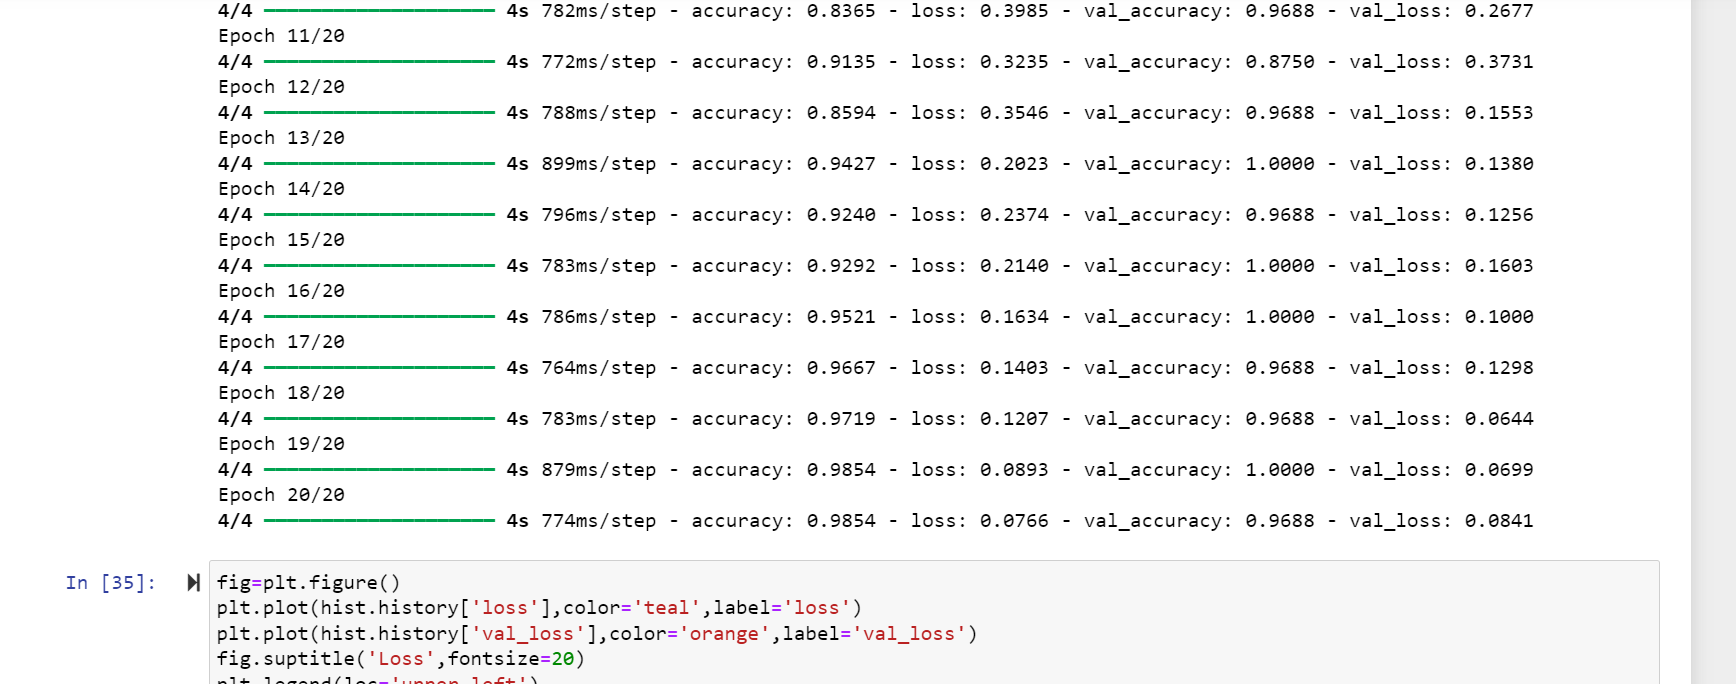 4/4 4s 782ms/step - accuracy: 0.8365 - loss: 0.3985 - val_accuracy: 0.9688 - val_loss: 0.2677
Epoch 11/20
4/4 4s 772ms/step - accuracy: 0.9135 - loss: 0.3235 - val_accuracy: 0.8750 - val_loss: 0.3731
Epoch 12/20
4/4 4s 788ms/step - accuracy: 0.8594 - loss: 0.3546 - val_accuracy: 0.9688 - val_loss: 0.1553
Epoch 13/20
4/4 4s 899ms/step - accuracy: 0.9427 - loss: 0.2023 - val_accuracy: 1.0000 - val_loss: 0.1380
Epoch 14/20
4/4 4s 796ms/step - accuracy: 0.9240 - loss: 0.2374 - val_accuracy: 0.9688 - val_loss: 0.1256
Epoch 15/20
4/4 4s 783ms/step - accuracy: 0.9292 - loss: 0.2140 - val_accuracy: 1.0000 - val_loss: 0.1603
Epoch 16/20
4/4 4s 786ms/step - accuracy: 0.9521 - loss: 0.1634 - val_accuracy: 1.0000 - val_loss: 0.1000
Epoch 17/20
4/4 4s 764ms/step - accuracy: 0.9667 - loss: 0.1403 - val_accuracy: 0.9688 - val_loss: 0.1298
Epoch 18/20
4/4 4s 783ms/step - accuracy: 0.9719 - loss: 0.1207 - val_accuracy: 0.9688 - val_loss: 0.0644
Epoch 19/20
4/4 4s 879ms/step - accuracy: 0.9854 - loss: 0.0893 - val_accuracy: 1.0000 - val_loss: 0.0699
Epoch 20/20
4/4 4s 774ms/step - accuracy: 0.9854 - loss: 0.0766 - val_accuracy: 0.9688 - val_loss: 0.0841
In [35]: fig=plt.figure()
plt.plot(hist.history['loss'],color='teal',label='loss')
plt.plot(hist.history['val_loss'],color='orange',label='val_loss')
fig.suptitle('Loss',fontsize=20)
plt.legend(loc='upper left')